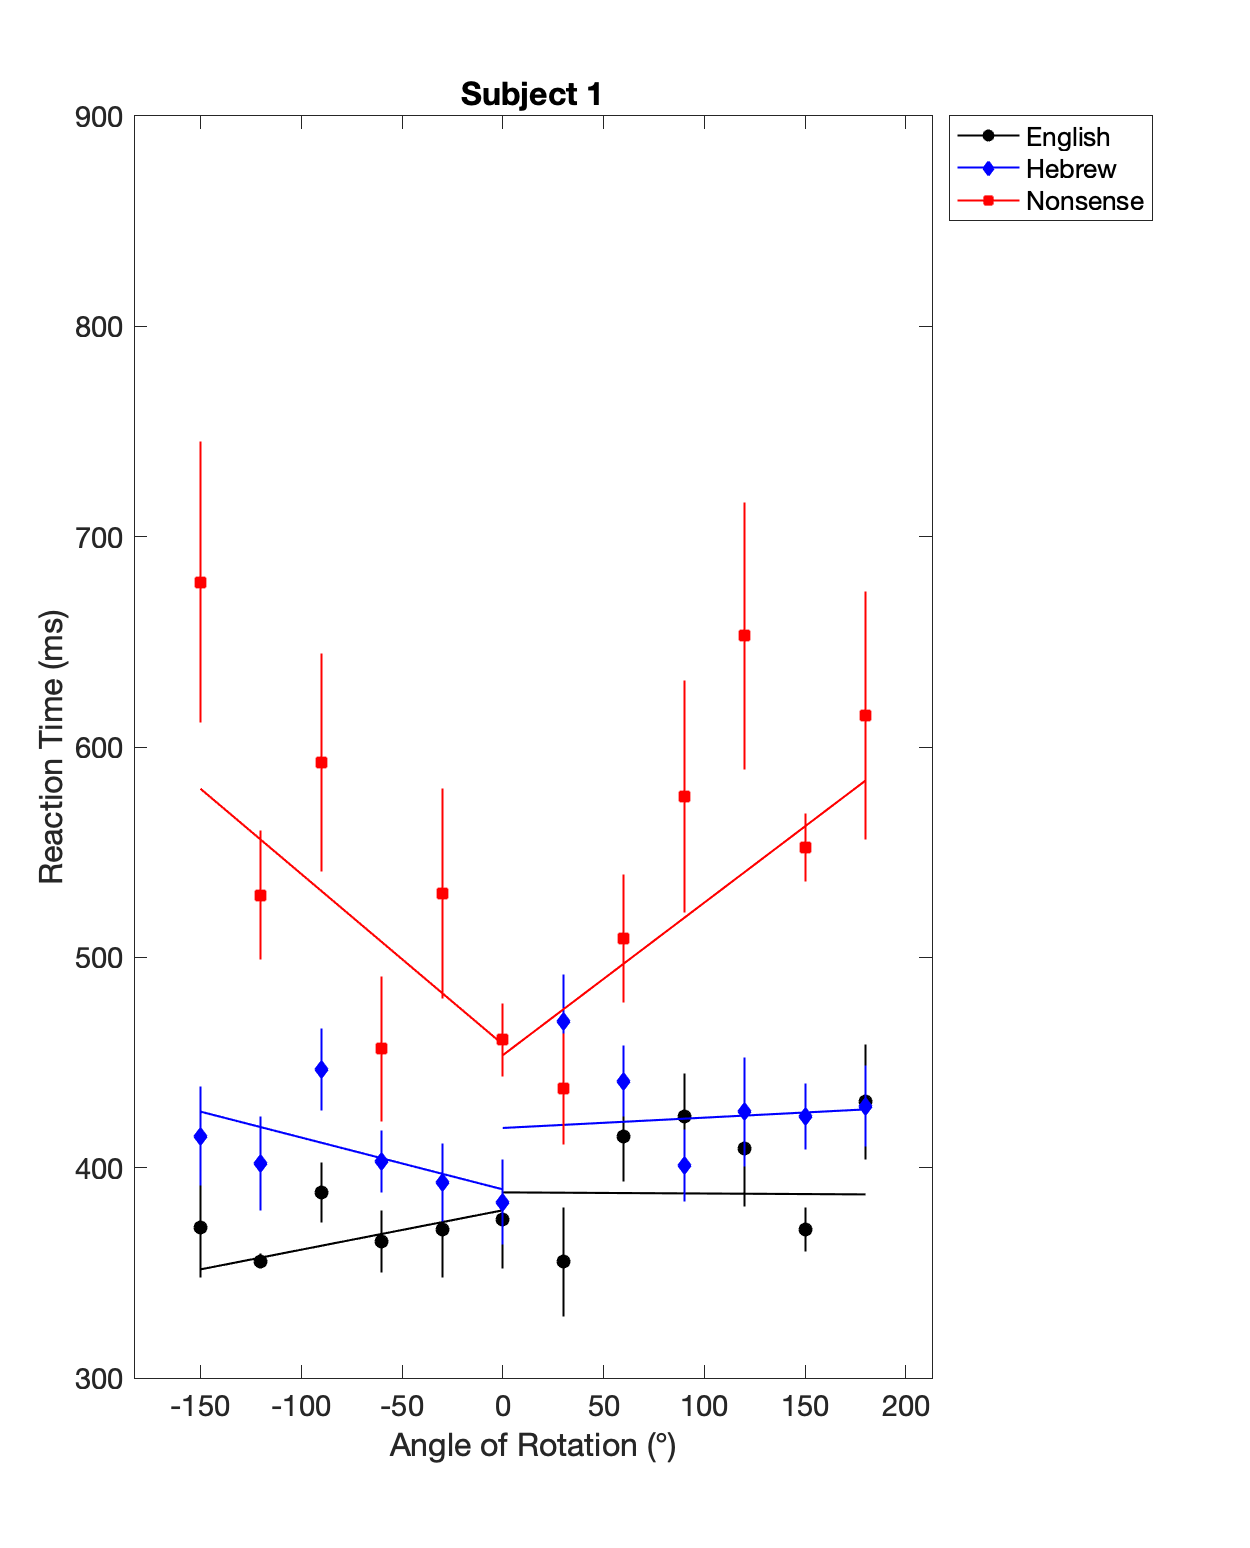 Subject 1
English
Hebrew
Nonsense
900
800
700
600
500
400
300
Reaction Time (ms)
-150 -100 -50 0 50 100 150 200
Angle of Rotation (°)